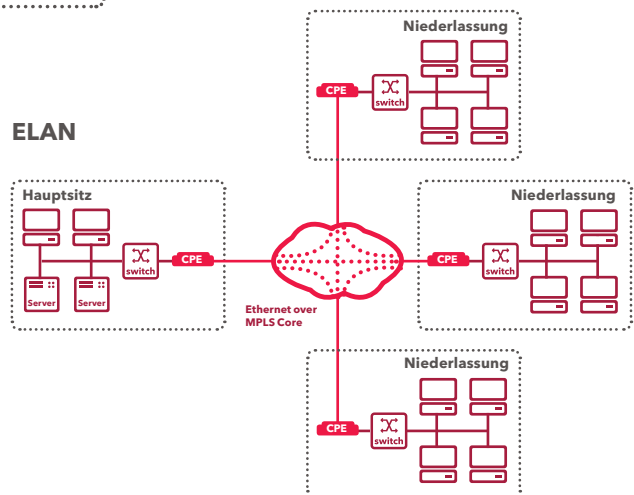 Niederlassung
CPE
switch
ELAN
Hauptsitz
switch
CPE
Server
Server
Ethernet over
MPLS Core
Niederlassung
CPE
switch
Niederlassung
CPE
switch